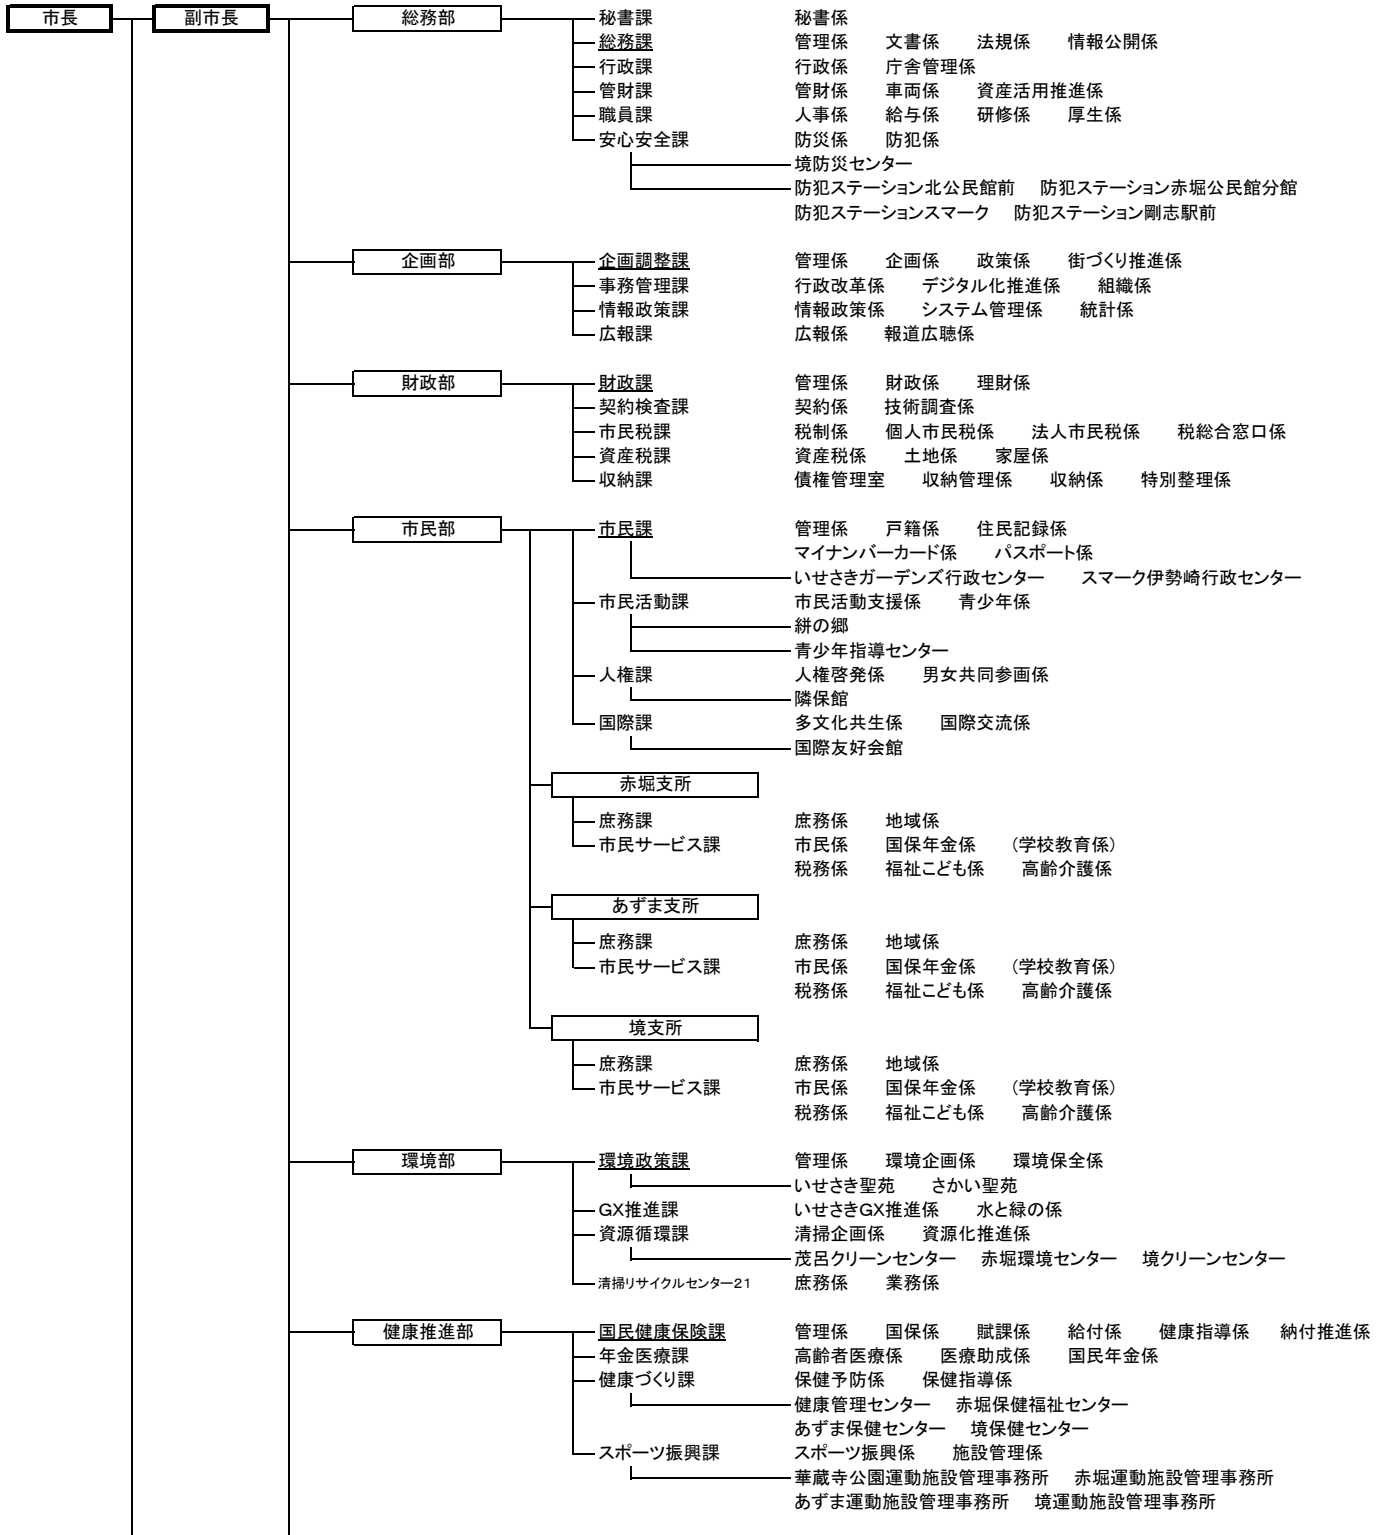 市長 副市長 総務部 秘書課 秘書係
総務課 管理係 文書係 法規係 情報公開係
行政課 行政係 庁舎管理係
管財課 管財係 車両係 資産活用推進係
職員課 人事係 給与係 研修係 厚生係
安心安全課 防災係 防犯係
境防災センター
防犯ステーション北公民館前 防犯ステーション赤堀公民館分館
防犯ステーションスマーク 防犯ステーション剛志駅前
企画部 企画調整課 管理係 企画係 政策係 街づくり推進係
事務管理課 行政改革係 デジタル化推進係 組織係
情報政策課 情報政策係 システム管理係 統計係
広報課 広報係 報道広聴係
財政部 財政課 管理係 財政係 理財係
契約検査課 契約係 技術調査係
市民税課 税制係 個人市民税係 法人市民税係 税総合窓口係
資産税課 資産税係 土地係 家屋係
収納課 債権管理室 収納管理係 収納係 特別整理係
市民部 市民課 管理係 戸籍係 住民記録係
マイナンバーカード係 パスポート係
いせさきガーデンズ行政センター スマーク伊勢崎行政センター
市民活動課 市民活動支援係 青少年係
絣の郷
青少年指導センター
人権課 人権啓発係 男女共同参画係
隣保館
国際課 多文化共生係 国際交流係
国際友好会館
赤堀支所
庶務課 庶務係 地域係
市民サービス課 市民係 国保年金係 (学校教育係)
税務係 福祉こども係 高齢介護係
あずま支所
庶務課 庶務係 地域係
市民サービス課 市民係 国保年金係 (学校教育係)
税務係 福祉こども係 高齢介護係
境支所
庶務課 庶務係 地域係
市民サービス課 市民係 国保年金係 (学校教育係)
税務係 福祉こども係 高齢介護係
環境部 環境政策課 管理係 環境企画係 環境保全係
いせさき聖苑 さかい聖苑
GX推進課 いせさきGX推進係 水と緑の係
資源循環課 清掃企画係 資源化推進係
茂呂クリーンセンター 赤堀環境センター 境クリーンセンター
清掃リサイクルセンター21 庶務係 業務係
健康推進部 国民健康保険課 管理係 国保係 賦課係 給付係 健康指導係 納付推進係
年金医療課 高齢者医療係 医療助成係 国民年金係
健康づくり課 保健予防係 保健指導係
健康管理センター 赤堀保健福祉センター
あずま保健センター 境保健センター
スポーツ振興課 スポーツ振興係 施設管理係
華蔵寺公園運動施設管理事務所 赤堀運動施設管理事務所
あずま運動施設管理事務所 境運動施設管理事務所